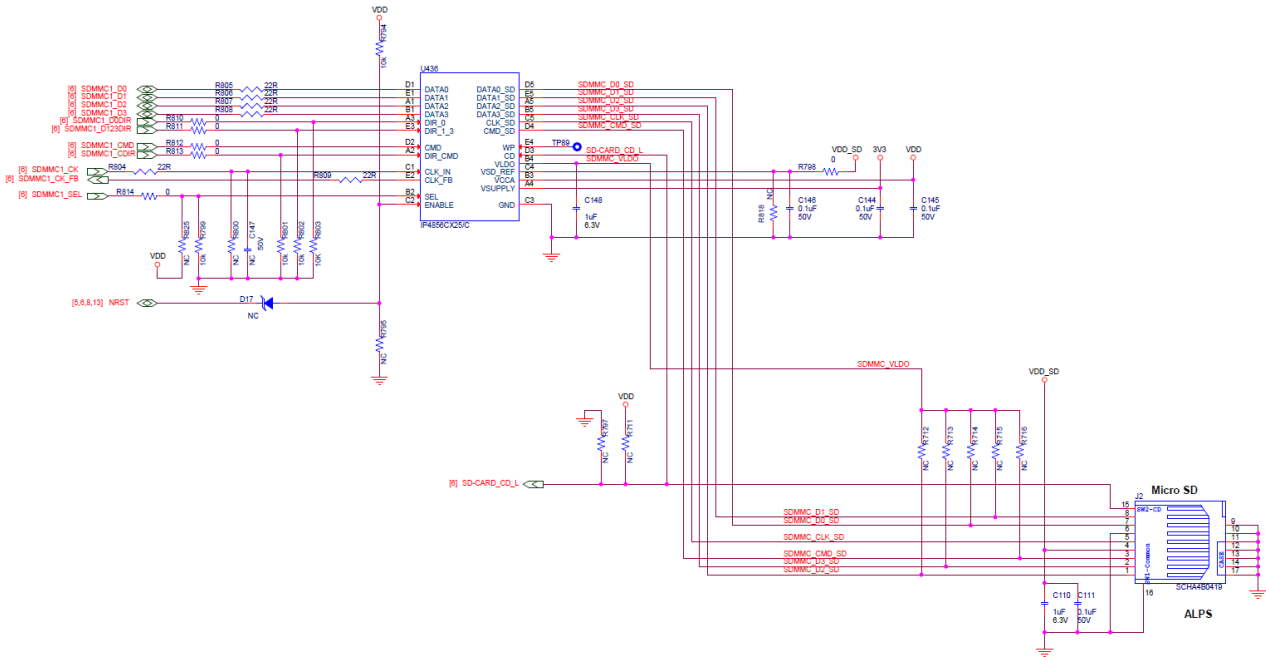 VDD
R794
10k
U436
IP4856CX25/C
[6] SDMMC1_D0 R805 22R D1 DATA0 DATA0_SD D5 SDMMC_D0_SD
[6] SDMMC1_D1 R806 22R E1 DATA1 DATA1_SD E5 SDMMC_D1_SD
[6] SDMMC1_D2 R807 22R A1 DATA2 DATA2_SD A5 SDMMC_D2_SD
[6] SDMMC1_D3 R808 22R B1 DATA3 DATA3_SD B5 SDMMC_D3_SD
[6] SDMMC1_D0DIR R810 0 A3 DIR_0 CLK_SD C5 SDMMC_CLK_SD
[6] SDMMC1_D123DIR R811 0 E3 DIR_1_3 CMD_SD D4 SDMMC_CMD_SD
[6] SDMMC1_CMD R812 0 D2 CMD WP E4 TP89
[6] SDMMC1_CDIR R813 0 A2 DIR_CMD CD D3 SD-CARD_CD_L
VLDO B4 SDMMC_VLDO
[6] SDMMC1_CK R804 22R C1 CLK_IN VSD_REF C4
[6] SDMMC1_CK_FB R809 22R E2 CLK_FB VCCA B3
VSUPPLY A4
[6] SDMMC1_SEL R814 0 B2 SEL
C2 ENABLE GND C3
R798
0
VDD_SD 3V3 VDD
C148
1uF
6.3V
R818
NC
C146
0.1uF
50V
C144
0.1uF
50V
C145
0.1uF
50V
VDD
R825
NC
R799
10k
R800
NC
C147
50V
NC
R801
10k
R802
10k
R803
10K
[5,6,8,13] NRST
D17
NC
R795
NC
SDMMC_VLDO
VDD_SD
VDD
R797
NC
R711
NC
R712
NC
R713
NC
R714
NC
R715
NC
R716
NC
[6] SD-CARD_CD_L
Micro SD
J2
SW2-CD
SW1-Common
CASE
15
8
7
6
5
4
3
2
1
16
9
10
11
12
13
14
17
SDMMC_D1_SD
SDMMC_D0_SD
SDMMC_CLK_SD
SDMMC_CMD_SD
SDMMC_D3_SD
SDMMC_D2_SD
SCHA4B0419
C110
1uF
6.3V
C111
0.1uF
50V
ALPS